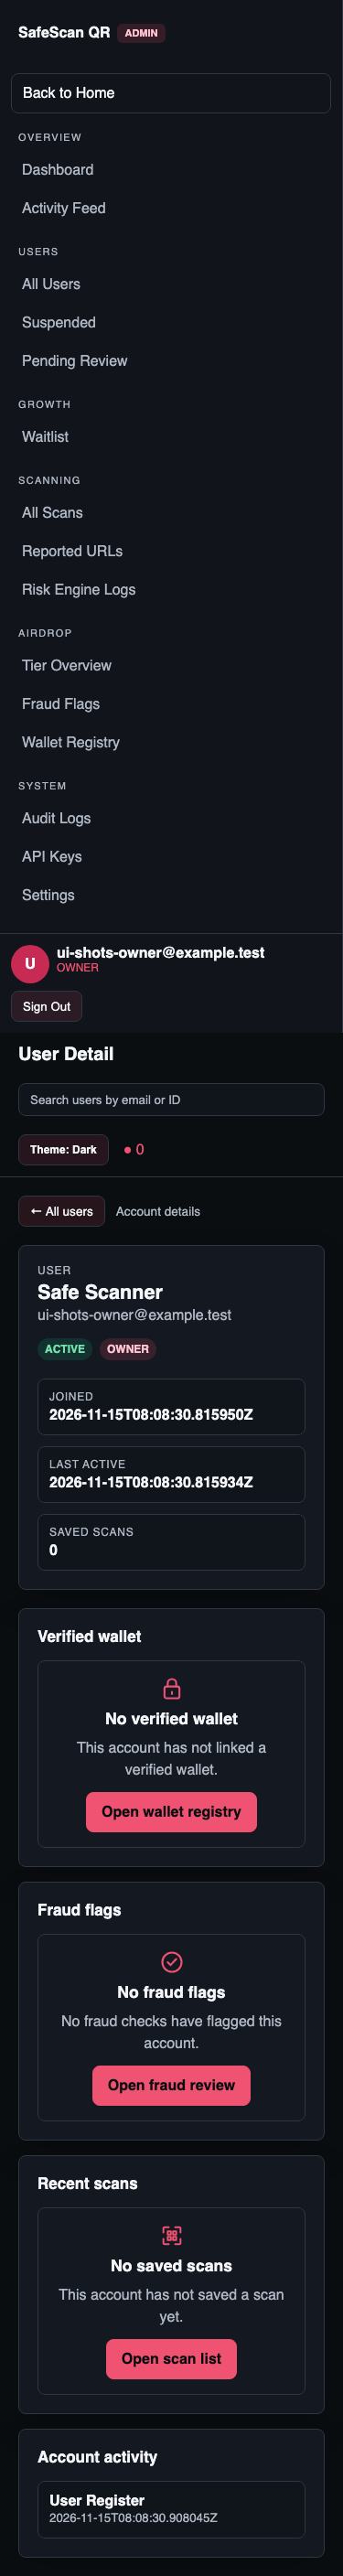 SafeScan QR ADMIN
Back to Home
OVERVIEW
Dashboard
Activity Feed
USERS
All Users
Suspended
Pending Review
GROWTH
Waitlist
SCANNING
All Scans
Reported URLs
Risk Engine Logs
AIRDROP
Tier Overview
Fraud Flags
Wallet Registry
SYSTEM
Audit Logs
API Keys
Settings
U
ui-shots-owner@example.test
OWNER
Sign Out
User Detail
Search users by email or ID
Theme: Dark
0
← All users Account details
USER
Safe Scanner
ui-shots-owner@example.test
ACTIVE OWNER
JOINED
2026-11-15T08:08:30.815950Z
LAST ACTIVE
2026-11-15T08:08:30.815934Z
SAVED SCANS
0
Verified wallet
No verified wallet
This account has not linked a
verified wallet.
Open wallet registry
Fraud flags
No fraud flags
No fraud checks have flagged this
account.
Open fraud review
Recent scans
No saved scans
This account has not saved a scan
yet.
Open scan list
Account activity
User Register
2026-11-15T08:08:30.908045Z